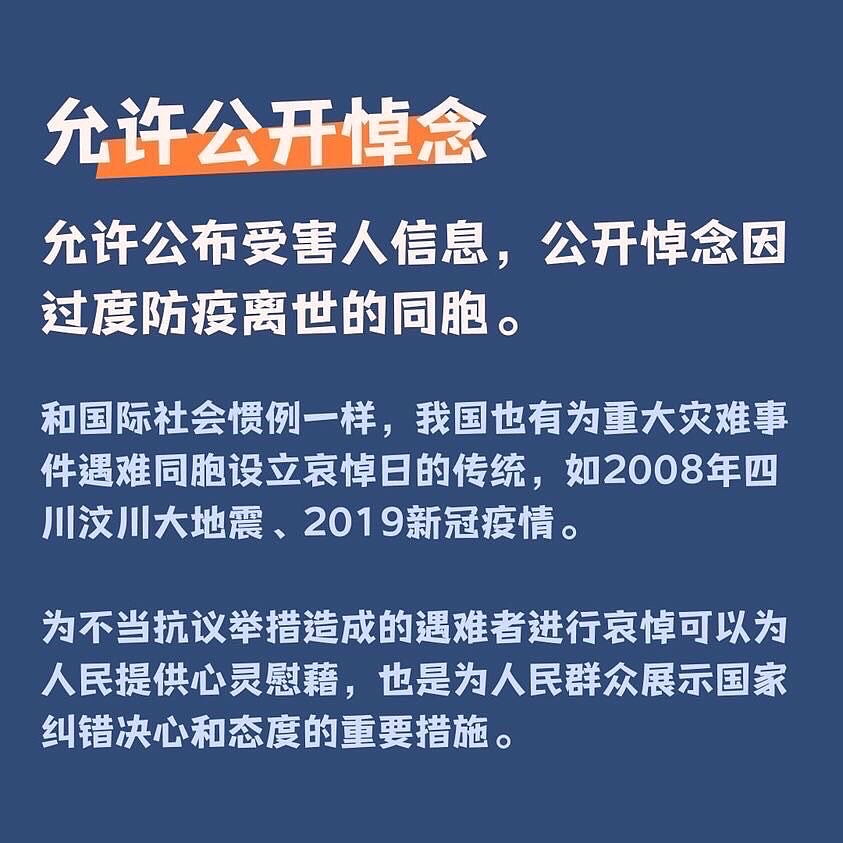 允许公开悼念
允许公布受害人信息，公开悼念因
过度防疫离世的同胞。
和国际社会惯例一样，我国也有为重大灾难事
件遇难同胞设立哀悼日的传统，如2008年四
川汶川大地震、2019新冠疫情。
为不当抗议举措造成的遇难者进行哀悼可以为
人民提供心灵慰藉，也是为人民群众展示国家
纠错决心和态度的重要措施。